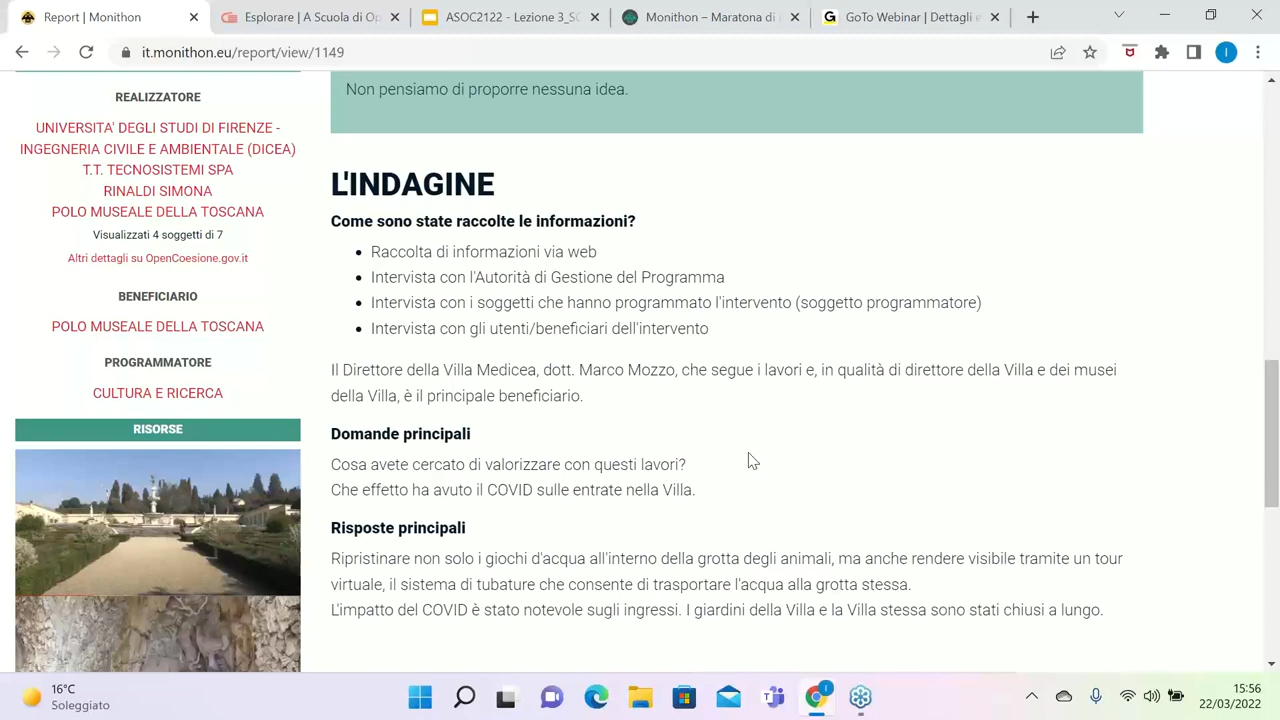 Report | Monithon
Esplorare | A Scuola di Op
ASOC2122 - Lezione 3_SC
Monithon – Maratona di
GoTo Webinar | Dettagli e
it.monithon.eu/report/view/1149
REALIZZATORE
UNIVERSITA' DEGLI STUDI DI FIRENZE -
INGEGNERIA CIVILE E AMBIENTALE (DICEA)
T.T. TECNOSISTEMI SPA
RINALDI SIMONA
POLO MUSEALE DELLA TOSCANA
Visualizzati 4 soggetti di 7
Altri dettagli su OpenCoesione.gov.it
BENEFICIARIO
POLO MUSEALE DELLA TOSCANA
PROGRAMMATORE
CULTURA E RICERCA
RISORSE
Non pensiamo di proporre nessuna idea.
L'INDAGINE
Come sono state raccolte le informazioni?
• Raccolta di informazioni via web
• Intervista con l'Autorità di Gestione del Programma
• Intervista con i soggetti che hanno programmato l'intervento (soggetto programmatore)
• Intervista con gli utenti/beneficiari dell'intervento
Il Direttore della Villa Medicea, dott. Marco Mozzo, che segue i lavori e, in qualità di direttore della Villa e dei musei
della Villa, è il principale beneficiario.
Domande principali
Cosa avete cercato di valorizzare con questi lavori?
Che effetto ha avuto il COVID sulle entrate nella Villa.
Risposte principali
Ripristinare non solo i giochi d'acqua all'interno della grotta degli animali, ma anche rendere visibile tramite un tour
virtuale, il sistema di tubature che consente di trasportare l'acqua alla grotta stessa.
L'impatto del COVID è stato notevole sugli ingressi. I giardini della Villa e la Villa stessa sono stati chiusi a lungo.
16°C
Soleggiato
15:56
22/03/2022